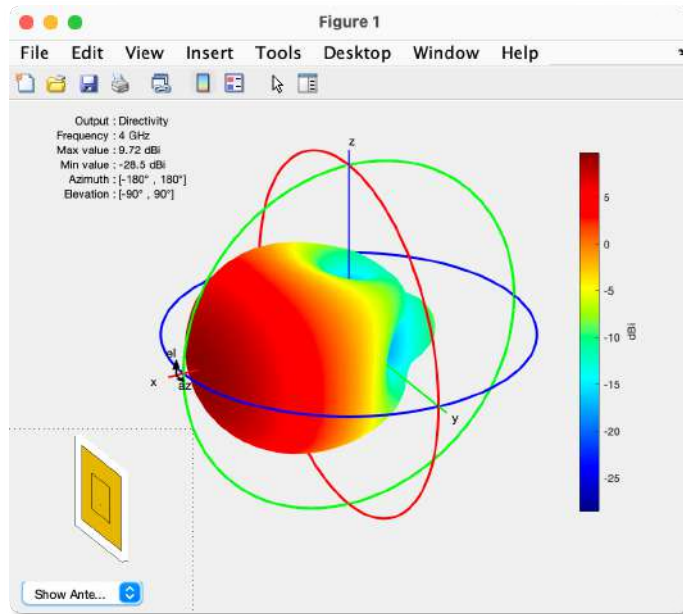 Figure 1
File Edit View Insert Tools Desktop Window Help
Output : Directivity
Frequency : 4 GHz
Max value : 9.72 dBi
Min value : -28.5 dBi
Azimuth : [-180° , 180°]
Elevation : [-90° , 90°]
z
5
0
-5
-10
dBi
-15
-20
-25
el
x
az
y
Show Ante...